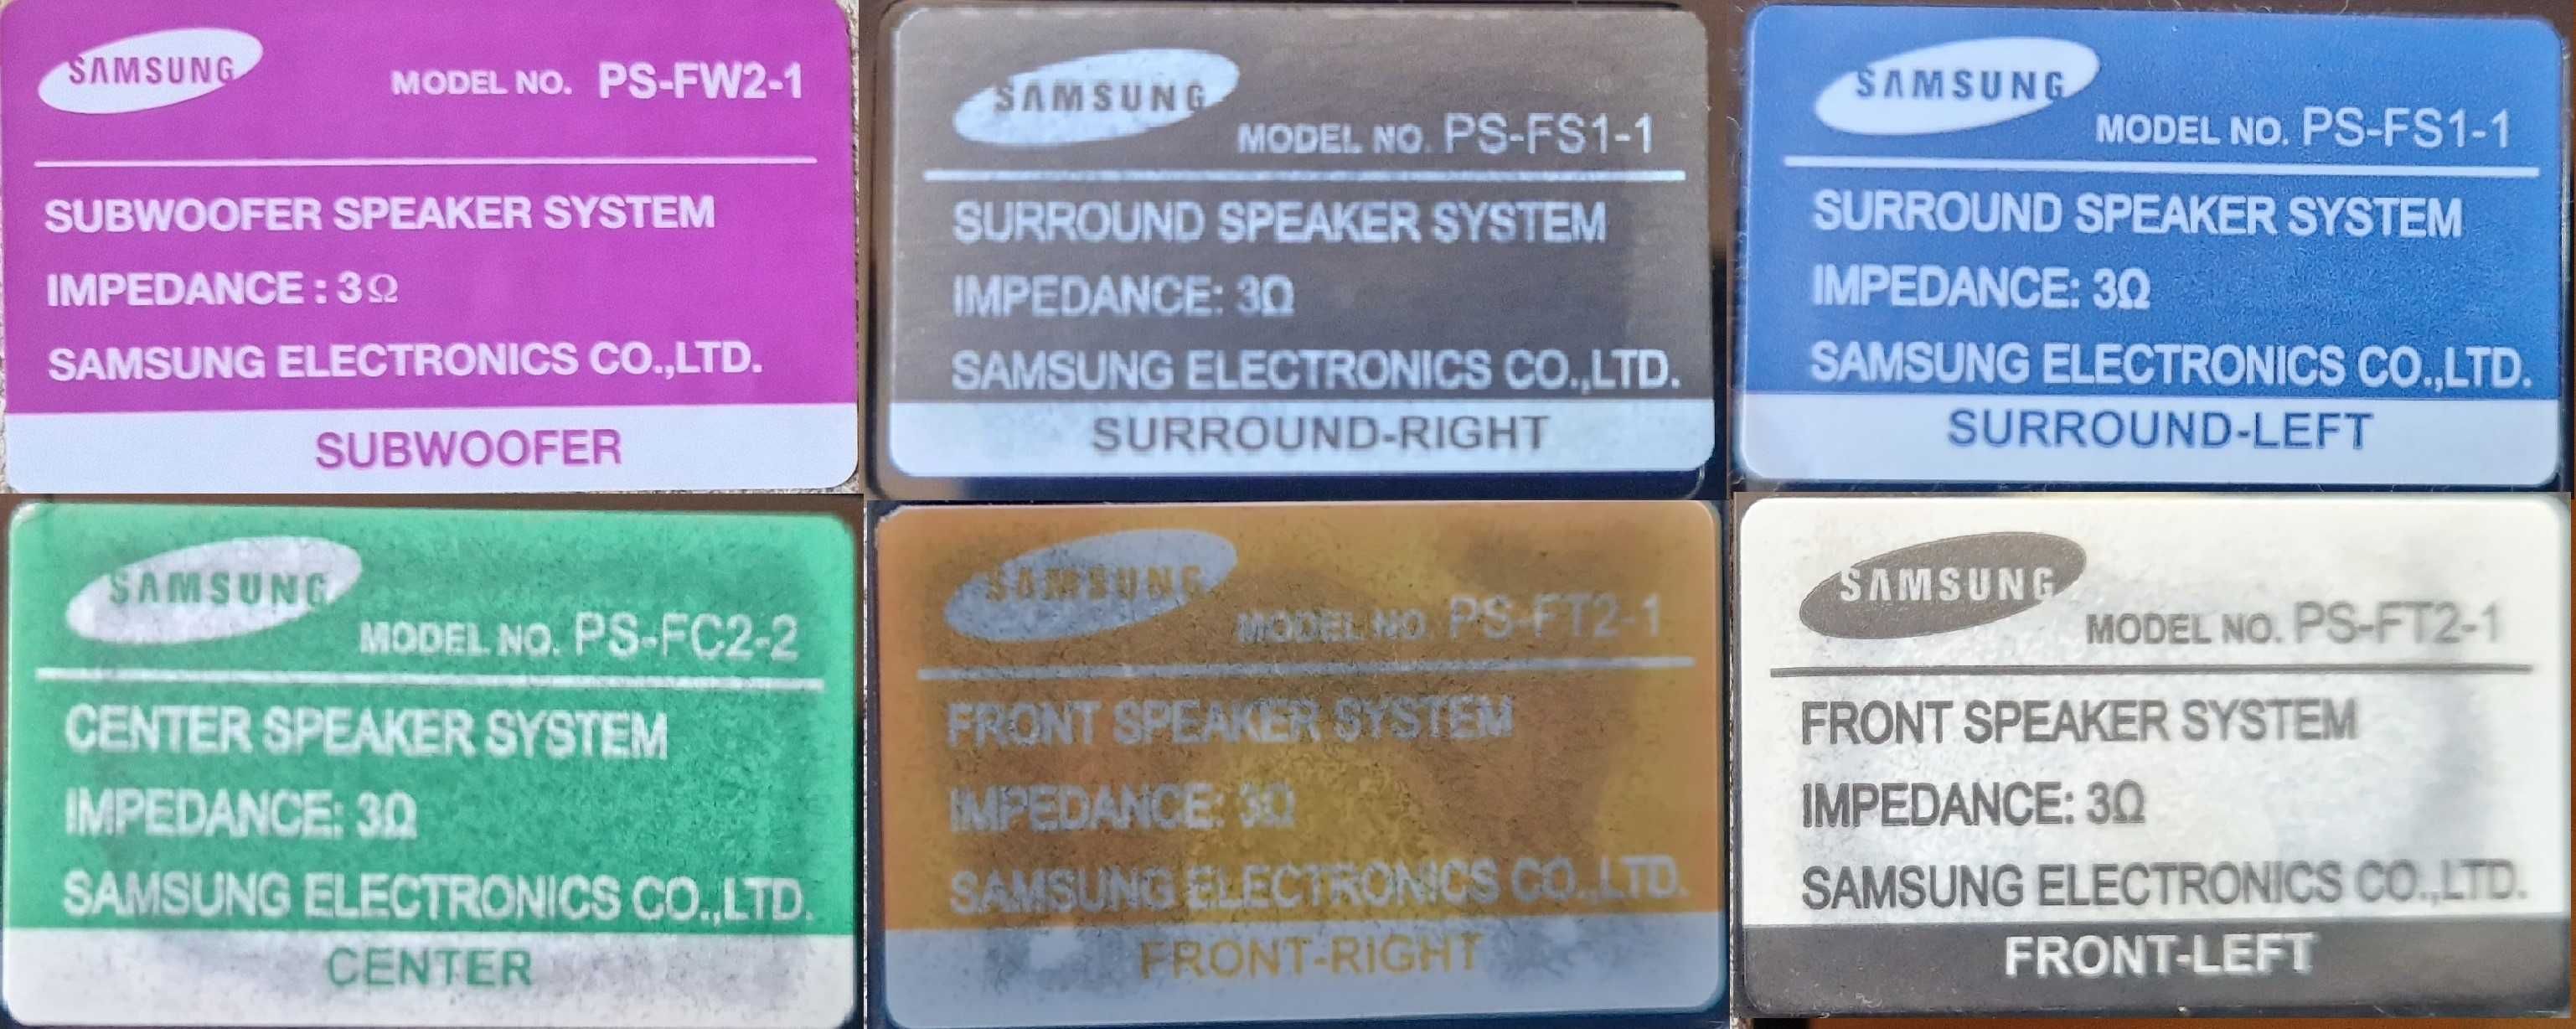 SAMSUNG
MODEL NO. PS-FW2-1
SUBWOOFER SPEAKER SYSTEM
IMPEDANCE : 3Ω
SAMSUNG ELECTRONICS CO.,LTD.
SUBWOOFER
SAMSUNG
MODEL NO. PS-FS1-1
SURROUND SPEAKER SYSTEM
IMPEDANCE: 3Ω
SAMSUNG ELECTRONICS CO.,LTD.
SURROUND-RIGHT
SAMSUNG
MODEL NO. PS-FS1-1
SURROUND SPEAKER SYSTEM
IMPEDANCE: 3Ω
SAMSUNG ELECTRONICS CO.,LTD.
SURROUND-LEFT
SAMSUNG
MODEL NO. PS-FC2-2
CENTER SPEAKER SYSTEM
IMPEDANCE: 3Ω
SAMSUNG ELECTRONICS CO.,LTD.
CENTER
SAMSUNG
MODEL NO. PS-FT2-1
FRONT SPEAKER SYSTEM
IMPEDANCE: 3Ω
SAMSUNG ELECTRONICS CO.,LTD.
FRONT-RIGHT
SAMSUNG
MODEL NO. PS-FT2-1
FRONT SPEAKER SYSTEM
IMPEDANCE: 3Ω
SAMSUNG ELECTRONICS CO.,LTD.
FRONT-LEFT